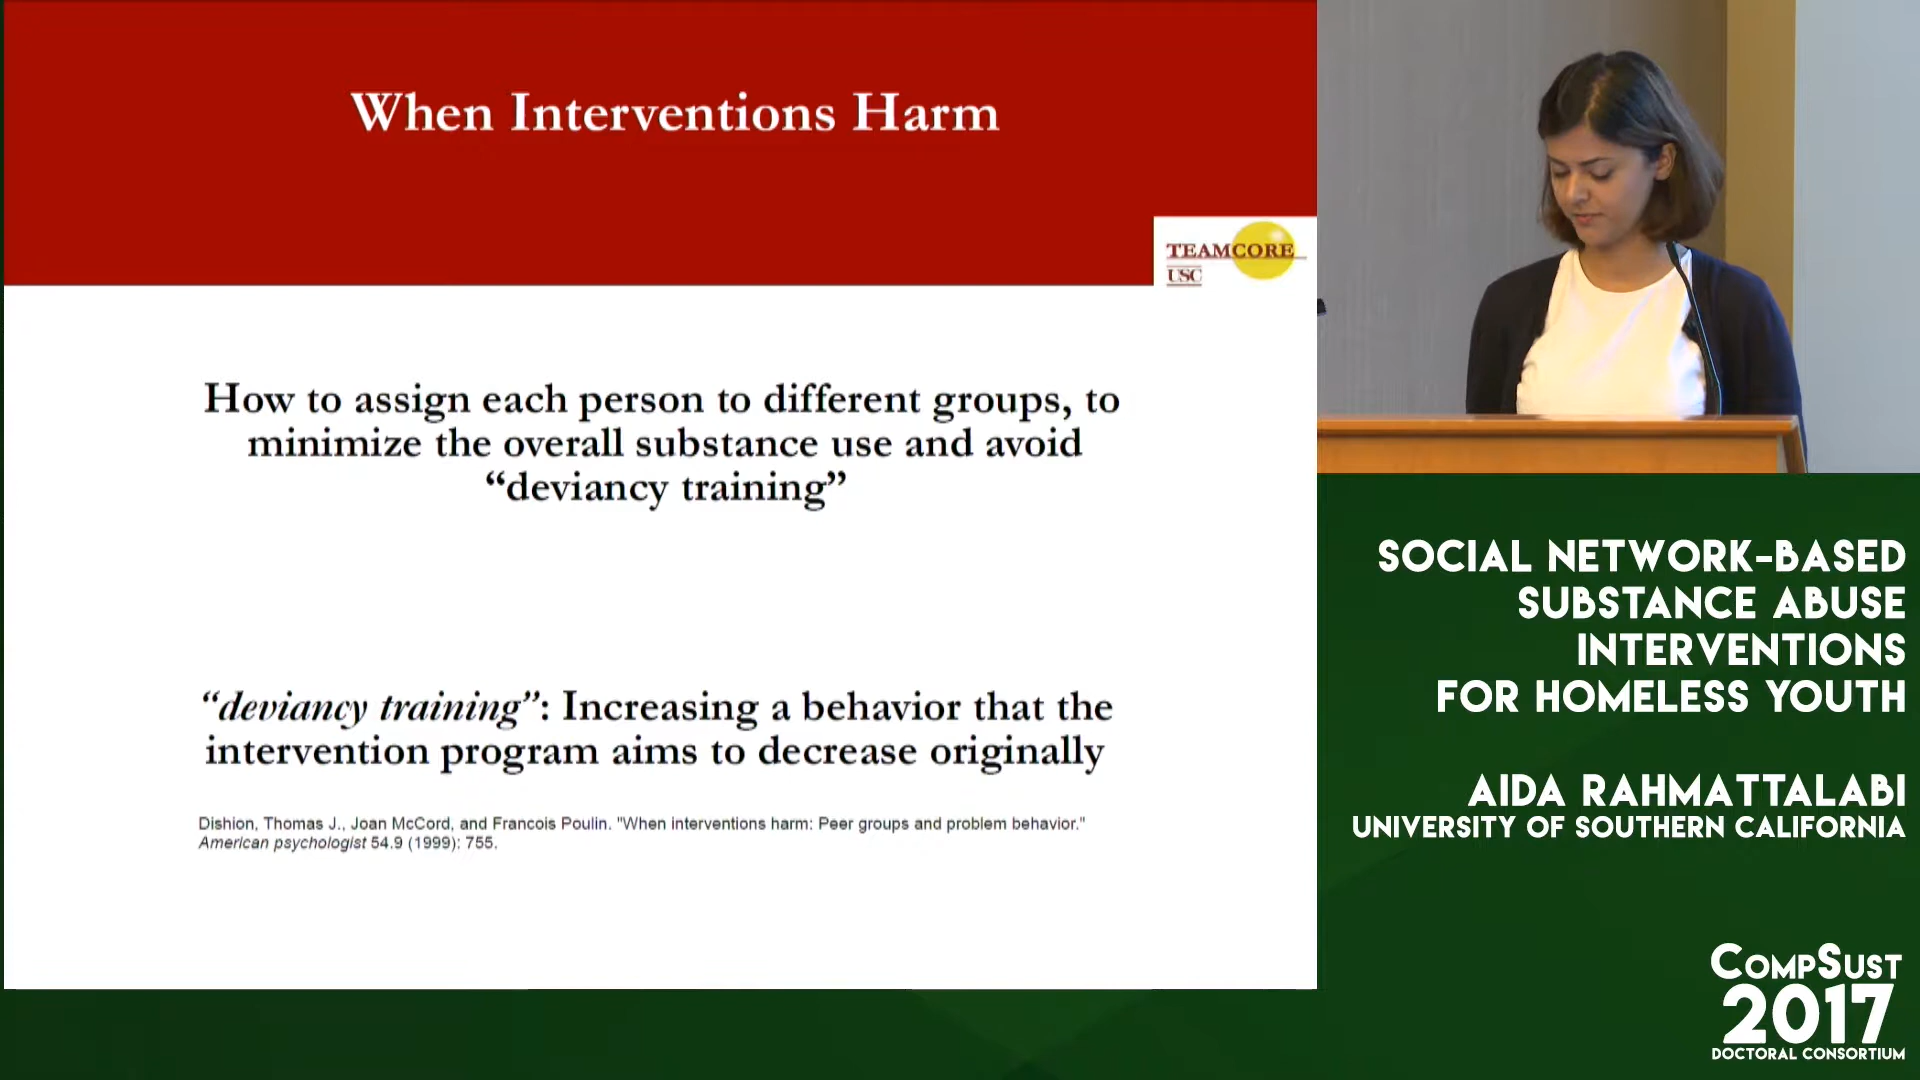 When Interventions Harm
TEAMCORE
USC
How to assign each person to different groups, to
minimize the overall substance use and avoid
“deviancy training”
“deviancy training”: Increasing a behavior that the
intervention program aims to decrease originally
Dishion, Thomas J., Joan McCord, and Francois Poulin. "When interventions harm: Peer groups and problem behavior."
American psychologist 54.9 (1999): 755.
SOCIAL NETWORK-BASED
SUBSTANCE ABUSE
INTERVENTIONS
FOR HOMELESS YOUTH
AIDA RAHMATTALABI
UNIVERSITY OF SOUTHERN CALIFORNIA
COMPSUST
2017
DOCTORAL CONSORTIUM